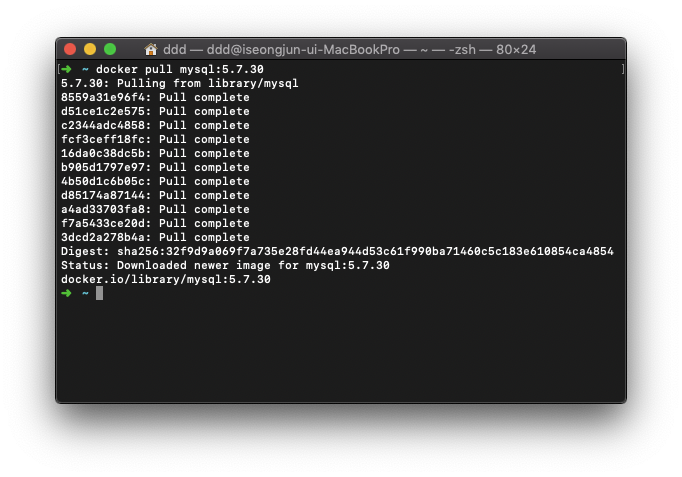 ddd — ddd@iseongjun-ui-MacBookPro — ~ — -zsh — 80×24
[➜ ~ docker pull mysql:5.7.30 ]
5.7.30: Pulling from library/mysql
8559a31e96f4: Pull complete
d51ce1c2e575: Pull complete
c2344adc4858: Pull complete
fcf3ceff18fc: Pull complete
16da0c38dc5b: Pull complete
b905d1797e97: Pull complete
4b50d1c6b05c: Pull complete
d85174a87144: Pull complete
a4ad33703fa8: Pull complete
f7a5433ce20d: Pull complete
3dcd2a278b4a: Pull complete
Digest: sha256:32f9d9a069f7a735e28fd44ea944d53c61f990ba71460c5c183e610854ca4854
Status: Downloaded newer image for mysql:5.7.30
docker.io/library/mysql:5.7.30
➜ ~